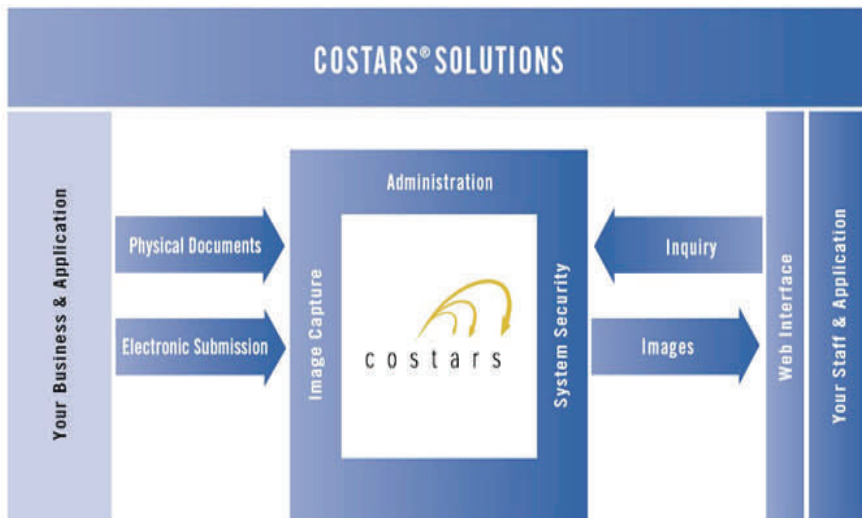 COSTARS® SOLUTIONS
Your Business & Application
Physical Documents
Electronic Submission
Administration
Image Capture
costars
System Security
Inquiry
Images
Web Interface
Your Staff & Application